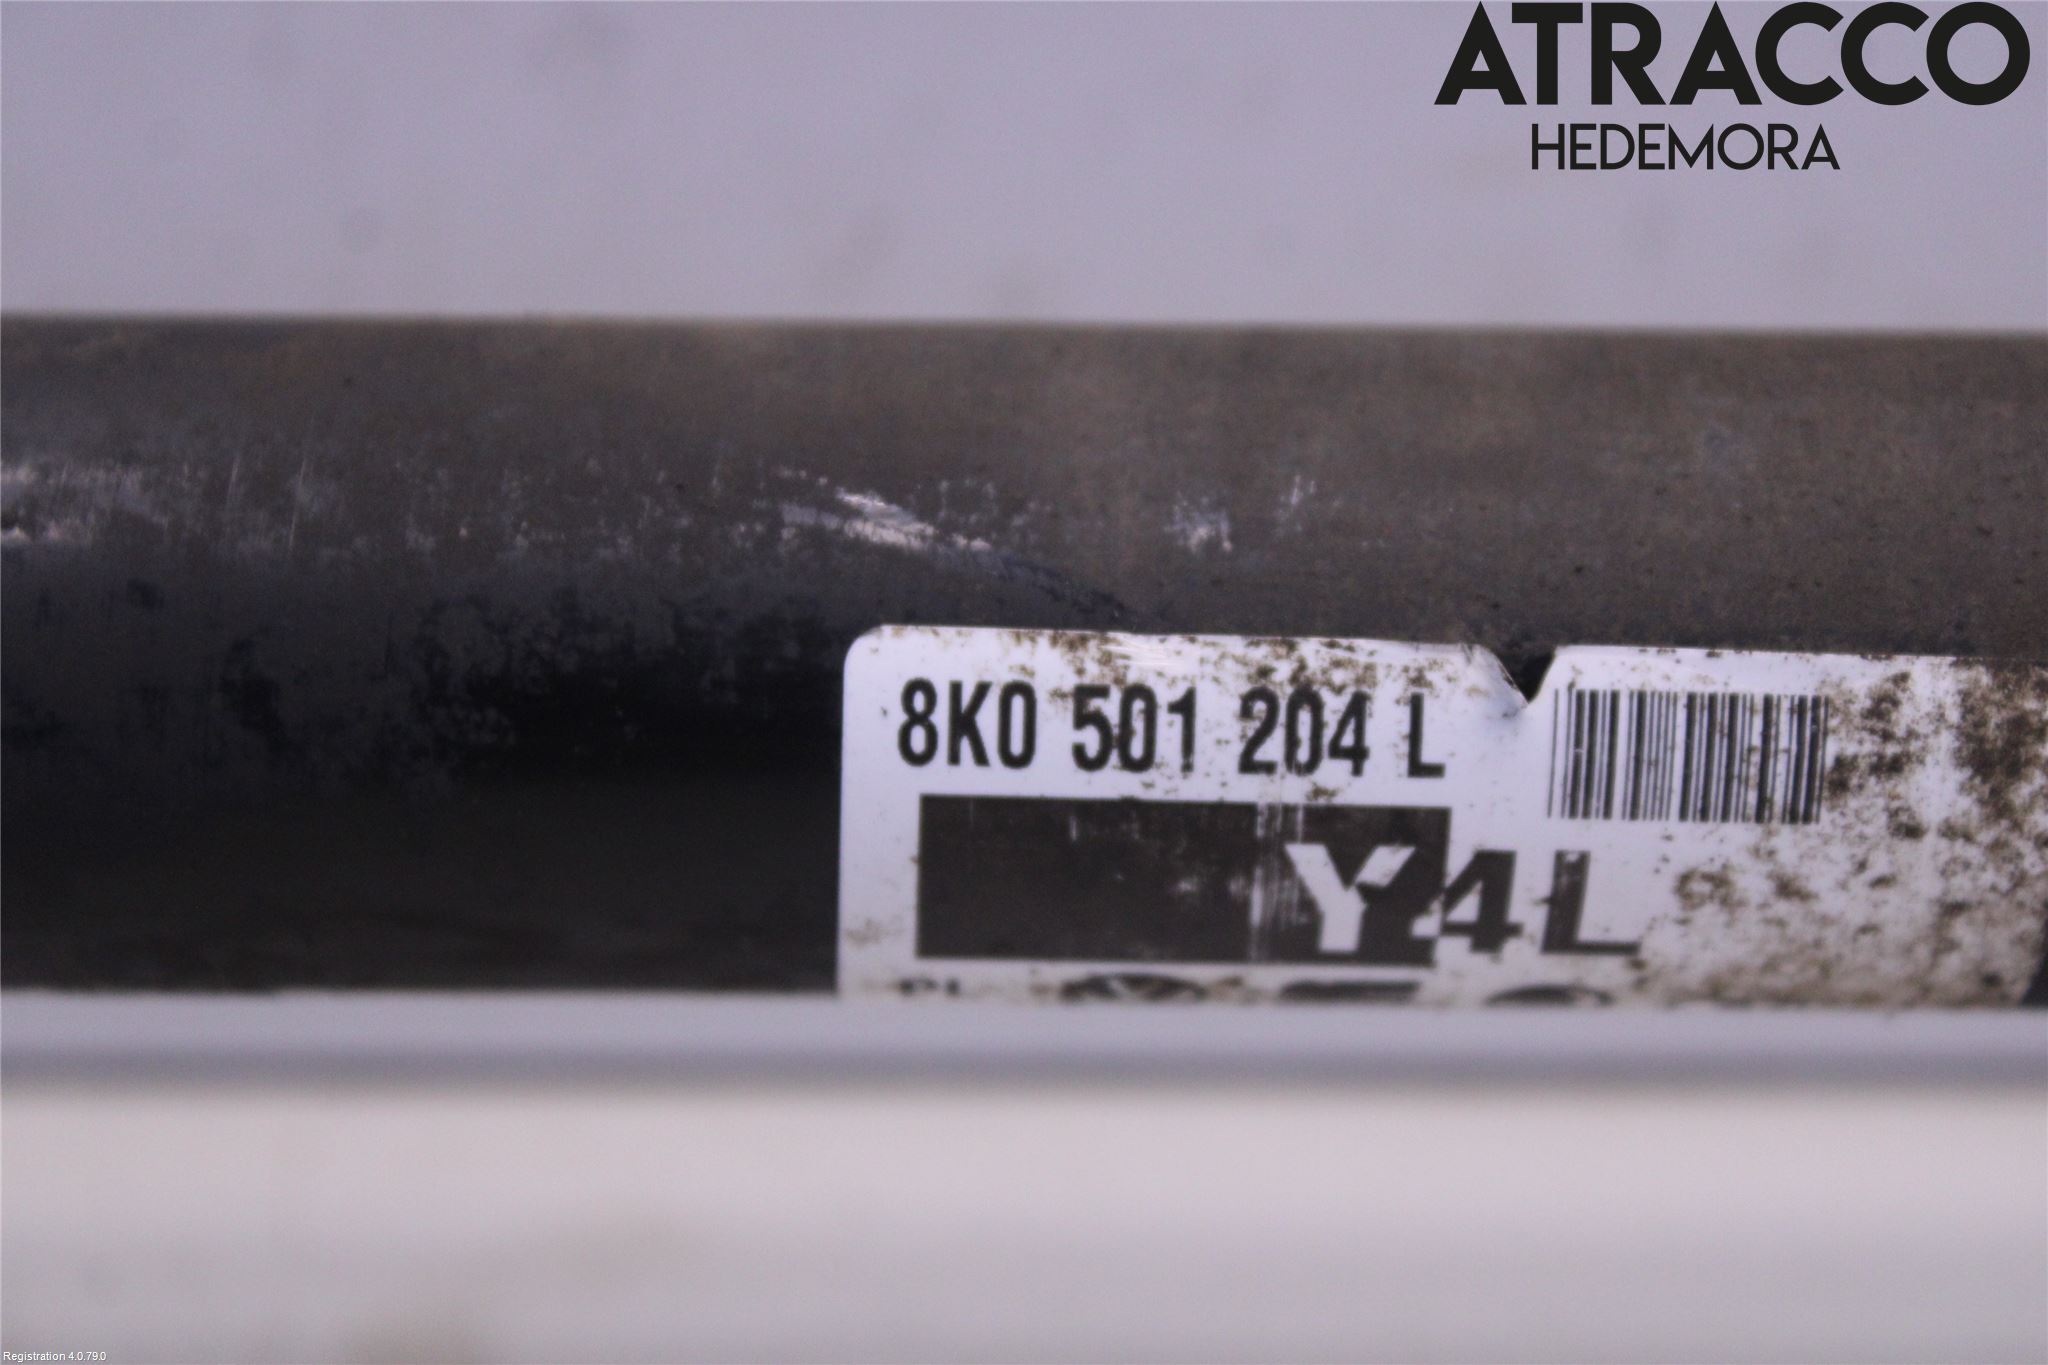 ATRACCO
HEDEMORA
8K0 501 204 L
Y4L
Registration 4.0.79.0